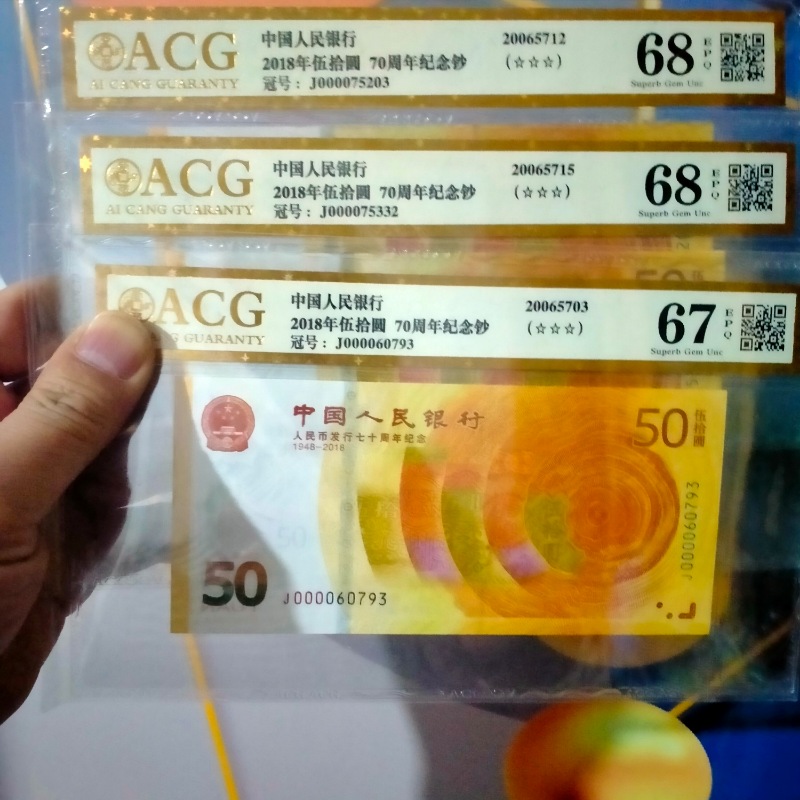 ACG
AI CANG GUARANTY
中国人民银行
2018年伍拾圆 70周年纪念钞
冠号: J000075203
20065712
(☆☆☆)
68
EPQ
Superb Gem Unc
ACG
AI CANG GUARANTY
中国人民银行
2018年伍拾圆 70周年纪念钞
冠号: J000075332
20065715
(☆☆☆)
68
EPQ
Superb Gem Unc
ACG
GUARANTY
中国人民银行
2018年伍拾圆 70周年纪念钞
冠号: J000060793
20065703
(☆☆☆)
67
EPQ
Superb Gem Unc
中国人民银行
人民币发行七十周年纪念
1948-2018
50
伍拾圆
J000060793
50
J000060793